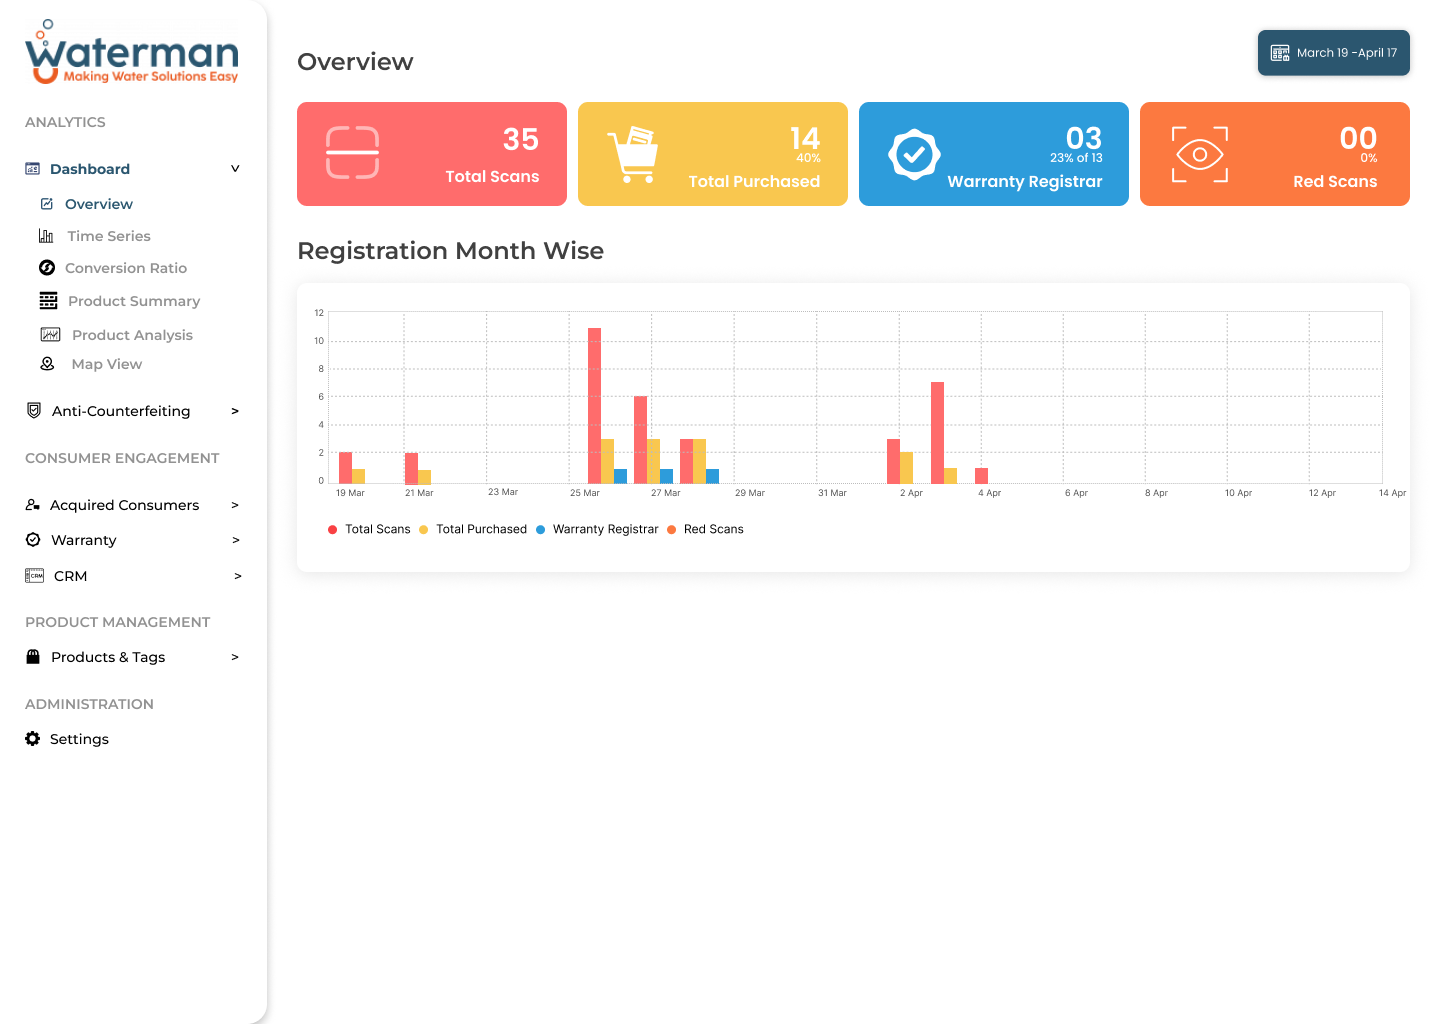 Waterman
Making Water Solutions Easy
ANALYTICS
Dashboard
Overview
Time Series
Conversion Ratio
Product Summary
Product Analysis
Map View
Anti-Counterfeiting >
CONSUMER ENGAGEMENT
Acquired Consumers >
Warranty >
CRM >
PRODUCT MANAGEMENT
Products & Tags >
ADMINISTRATION
Settings
Overview
March 19 -April 17
35
Total Scans
14
40%
Total Purchased
03
23% of 13
Warranty Registrar
00
0%
Red Scans
Registration Month Wise
12
10
8
6
4
2
0
19 Mar 21 Mar 23 Mar 25 Mar 27 Mar 29 Mar 31 Mar 2 Apr 4 Apr 6 Apr 8 Apr 10 Apr 12 Apr 14 Apr
Total Scans Total Purchased Warranty Registrar Red Scans